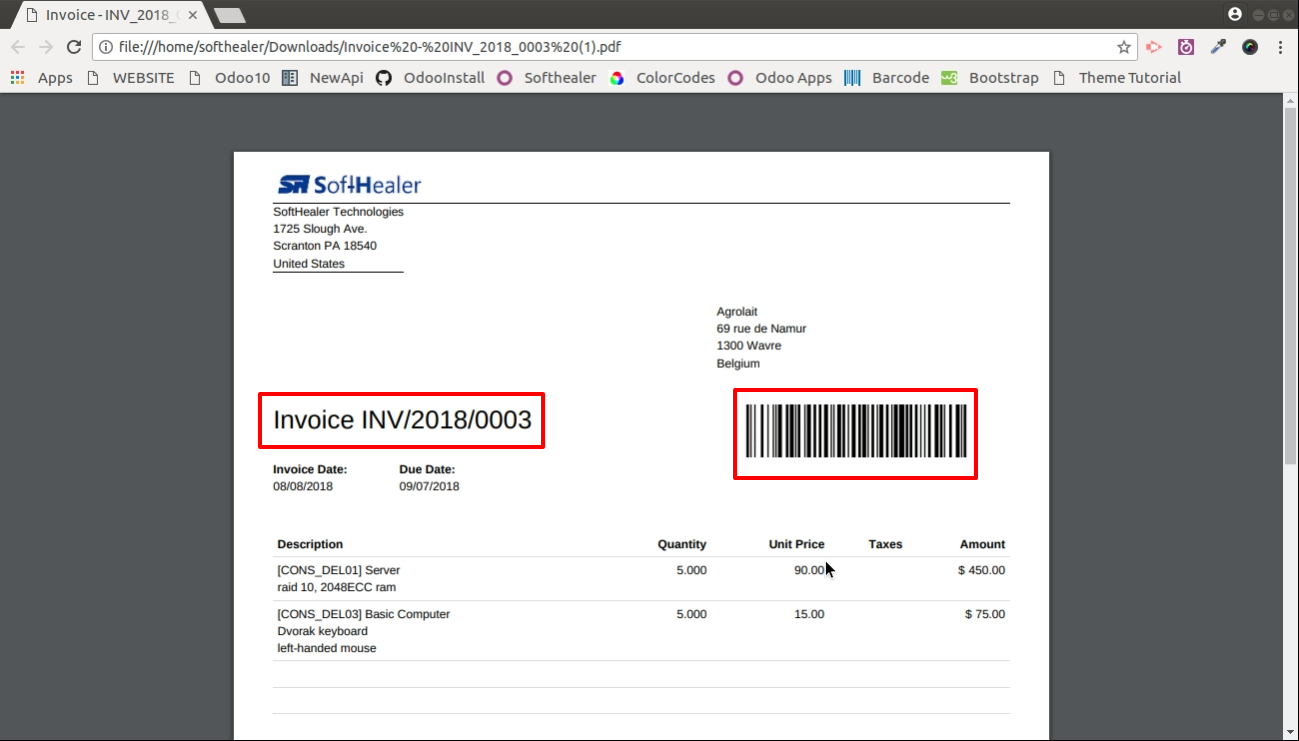 Invoice - INV_2018_
file:///home/softhealer/Downloads/Invoice%20-%20INV_2018_0003%20(1).pdf
Apps WEBSITE Odoo10 NewApi OdooInstall Softhealer ColorCodes Odoo Apps Barcode Bootstrap Theme Tutorial
SoftHealer
SoftHealer Technologies
1725 Slough Ave.
Scranton PA 18540
United States
Agrolait
69 rue de Namur
1300 Wavre
Belgium
Invoice INV/2018/0003
Invoice Date: Due Date:
08/08/2018 09/07/2018
Description Quantity Unit Price Taxes Amount
[CONS_DEL01] Server 5.000 90.00 $ 450.00
raid 10, 2048ECC ram
[CONS_DEL03] Basic Computer 5.000 15.00 $ 75.00
Dvorak keyboard
left-handed mouse